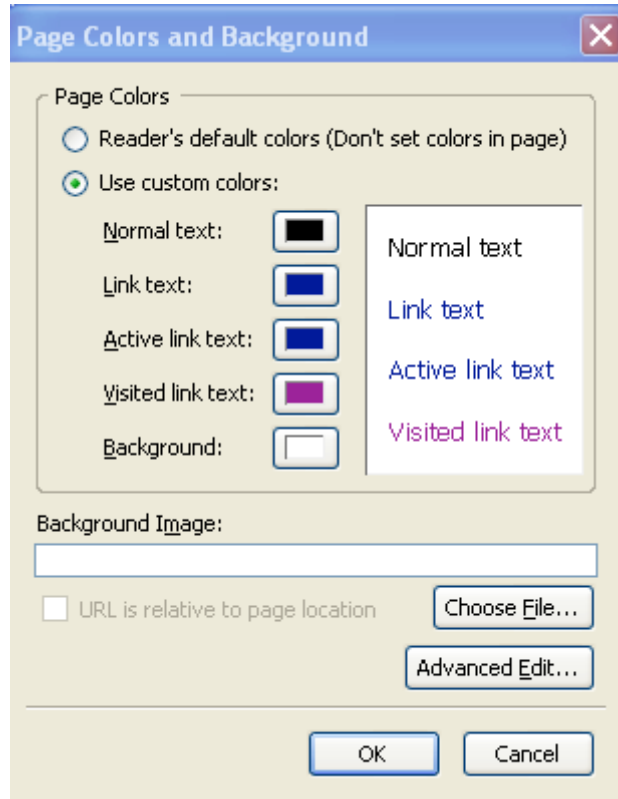 Page Colors and Background
Page Colors
Reader's default colors (Don't set colors in page)
Use custom colors:
Normal text:
Link text:
Active link text:
Visited link text:
Background:
Normal text
Link text
Active link text
Visited link text
Background Image:
URL is relative to page location
Choose File...
Advanced Edit...
OK
Cancel